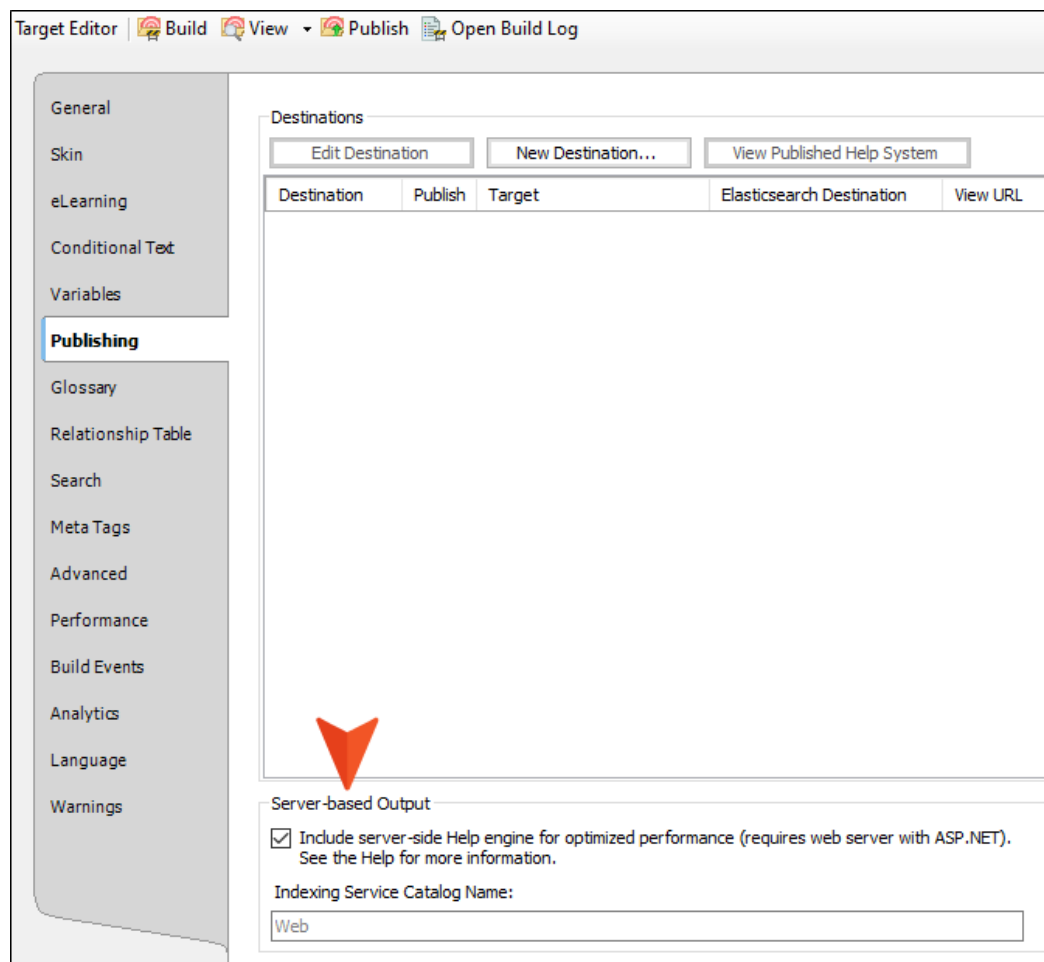 Target Editor Build View Publish Open Build Log
General
Skin
eLearning
Conditional Text
Variables
Publishing
Glossary
Relationship Table
Search
Meta Tags
Advanced
Performance
Build Events
Analytics
Language
Warnings
Destinations
Edit Destination New Destination... View Published Help System
Destination Publish Target Elasticsearch Destination View URL
Server-based Output
Include server-side Help engine for optimized performance (requires web server with ASP.NET).
See the Help for more information.
Indexing Service Catalog Name:
Web